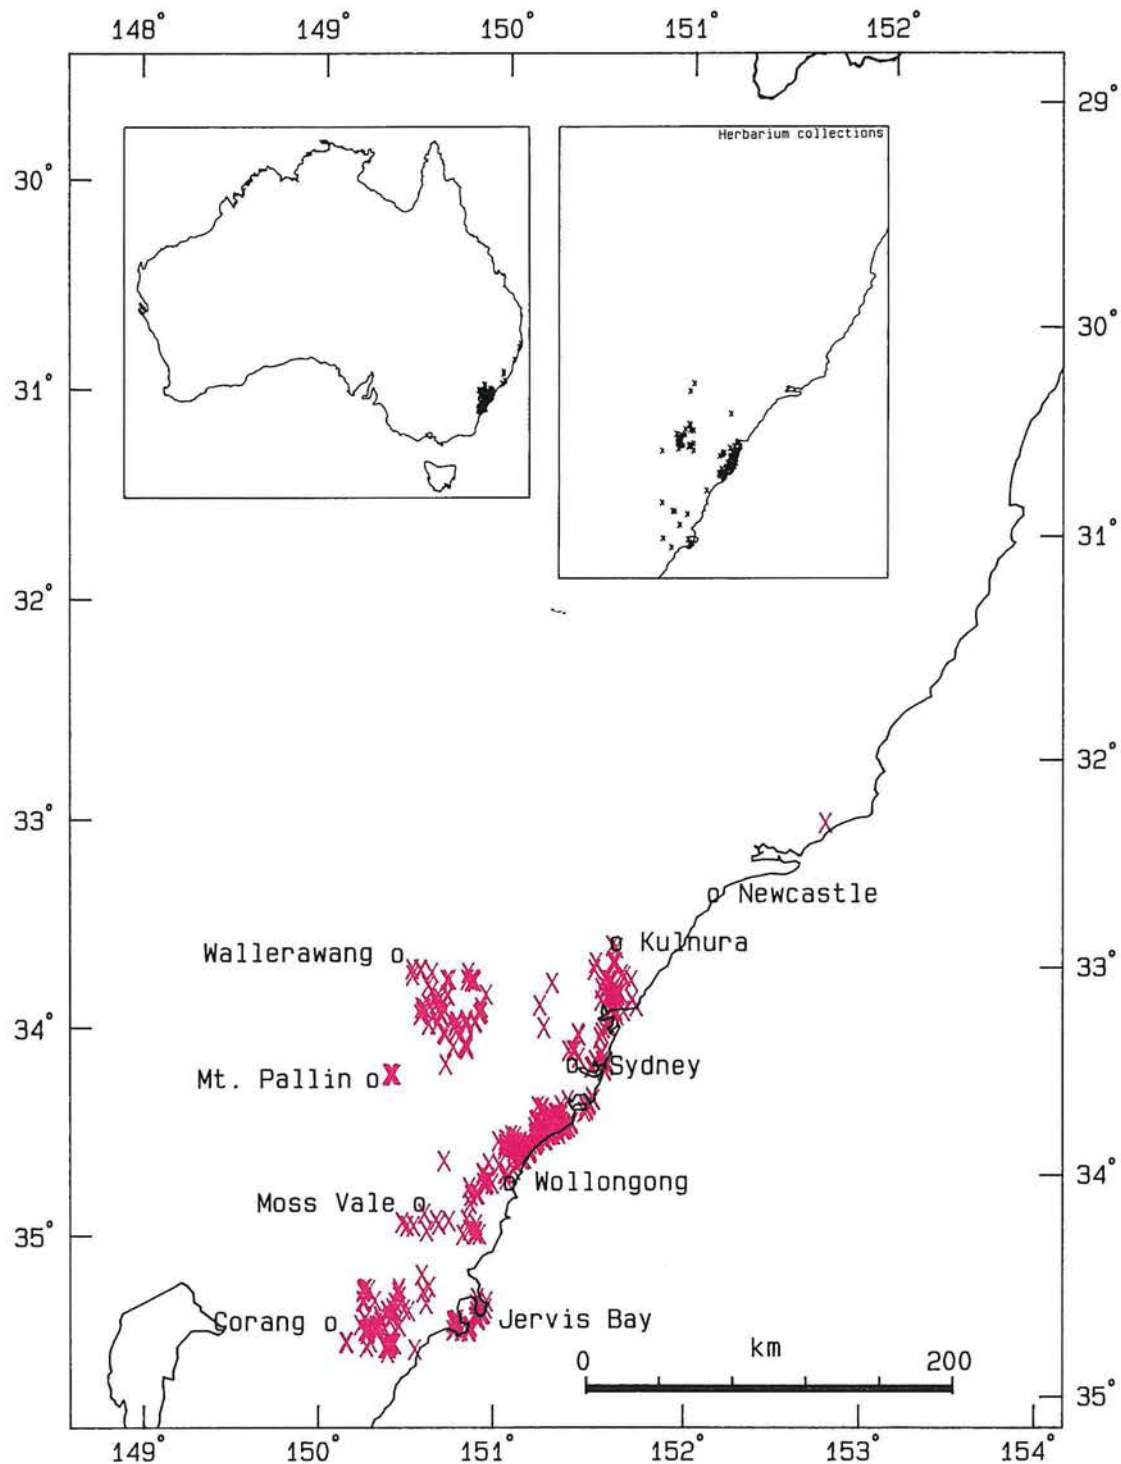 148° 149° 150° 151° 152°
29°
Herbarium collections
30°
30°
31°
31°
32°
32°
33°
Newcastle
Kulnura
Wallerawang
33°
34°
Sydney
Mt. Pallin
34°
Wollongong
Moss Vale
35°
Corang
Jervis Bay
km
0 200
35°
149° 150° 151° 152° 153° 154°